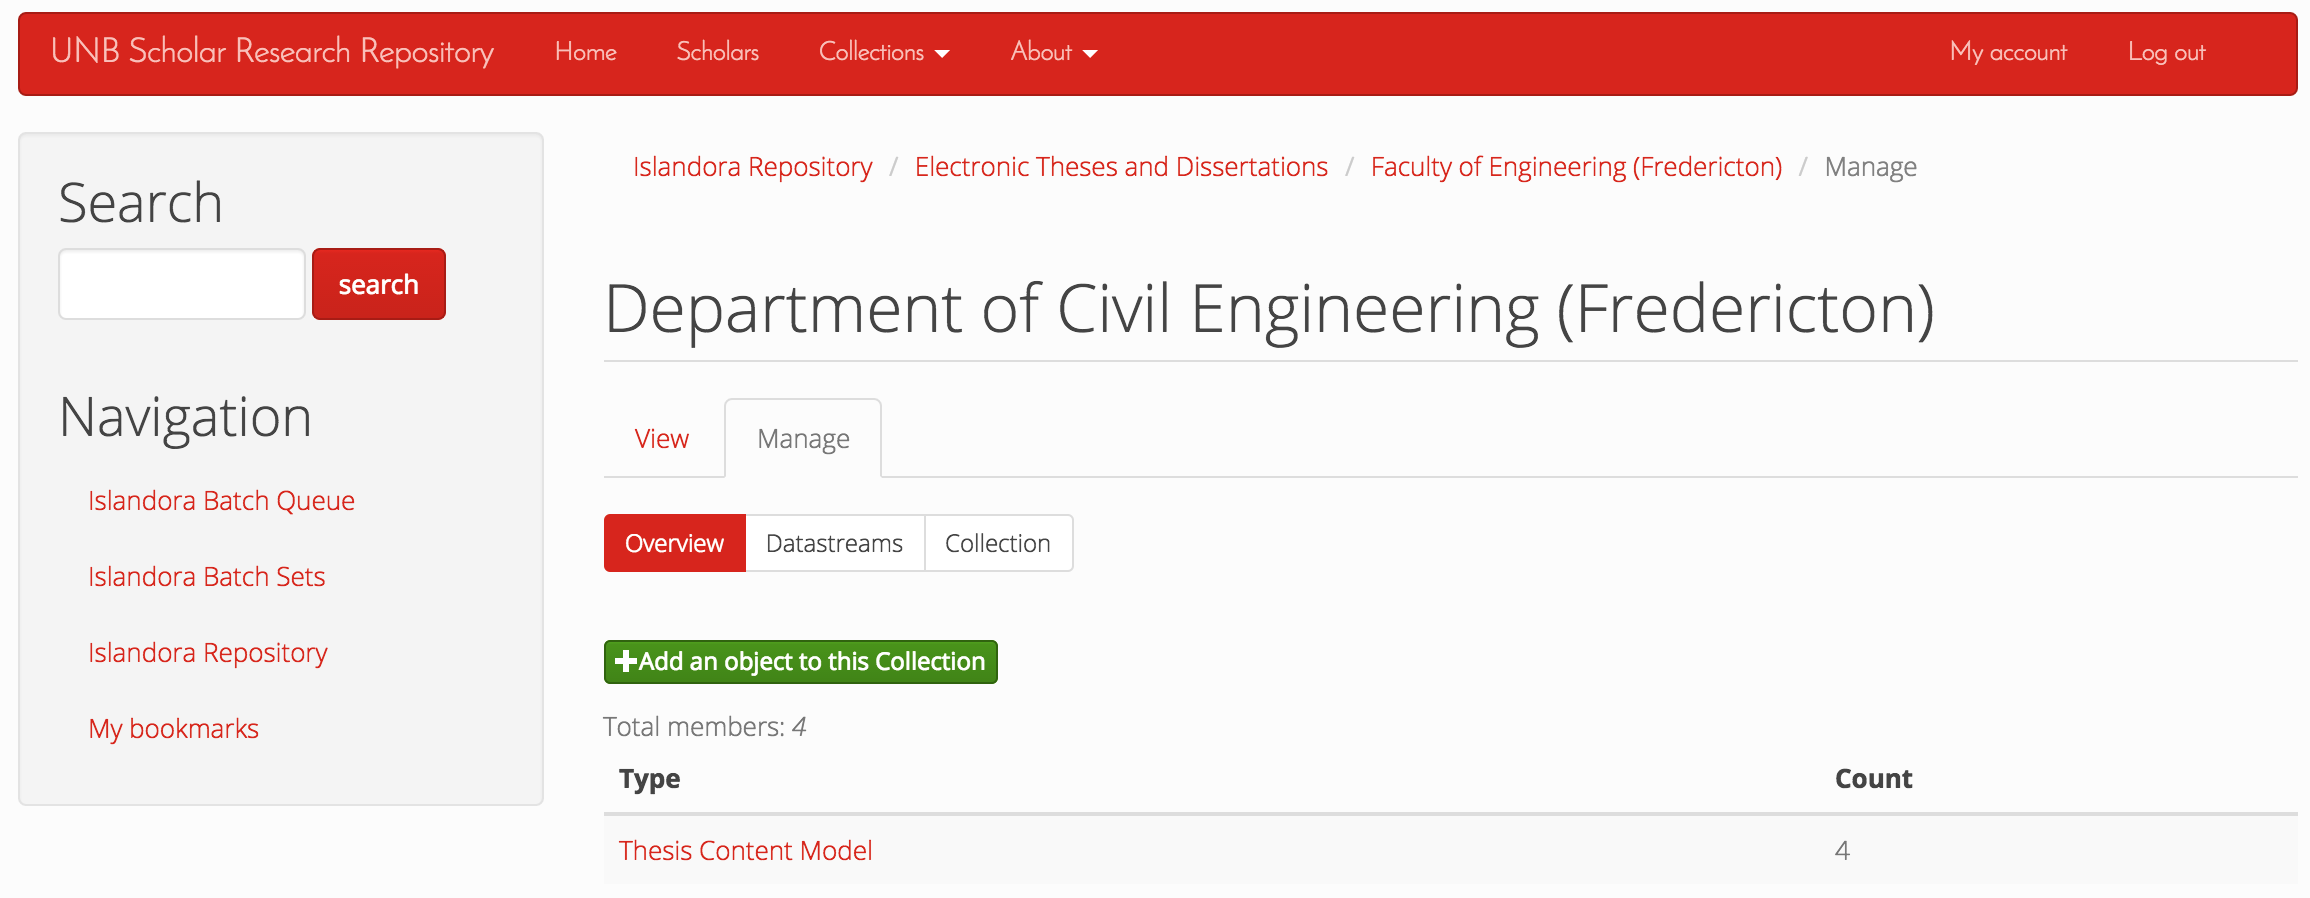 UNB Scholar Research Repository Home Scholars Collections About My account Log out
Islandora Repository / Electronic Theses and Dissertations / Faculty of Engineering (Fredericton) / Manage
Search
search
Navigation
Islandora Batch Queue
Islandora Batch Sets
Islandora Repository
My bookmarks
Department of Civil Engineering (Fredericton)
View Manage
Overview Datastreams Collection
+Add an object to this Collection
Total members: 4
Type Count
Thesis Content Model 4